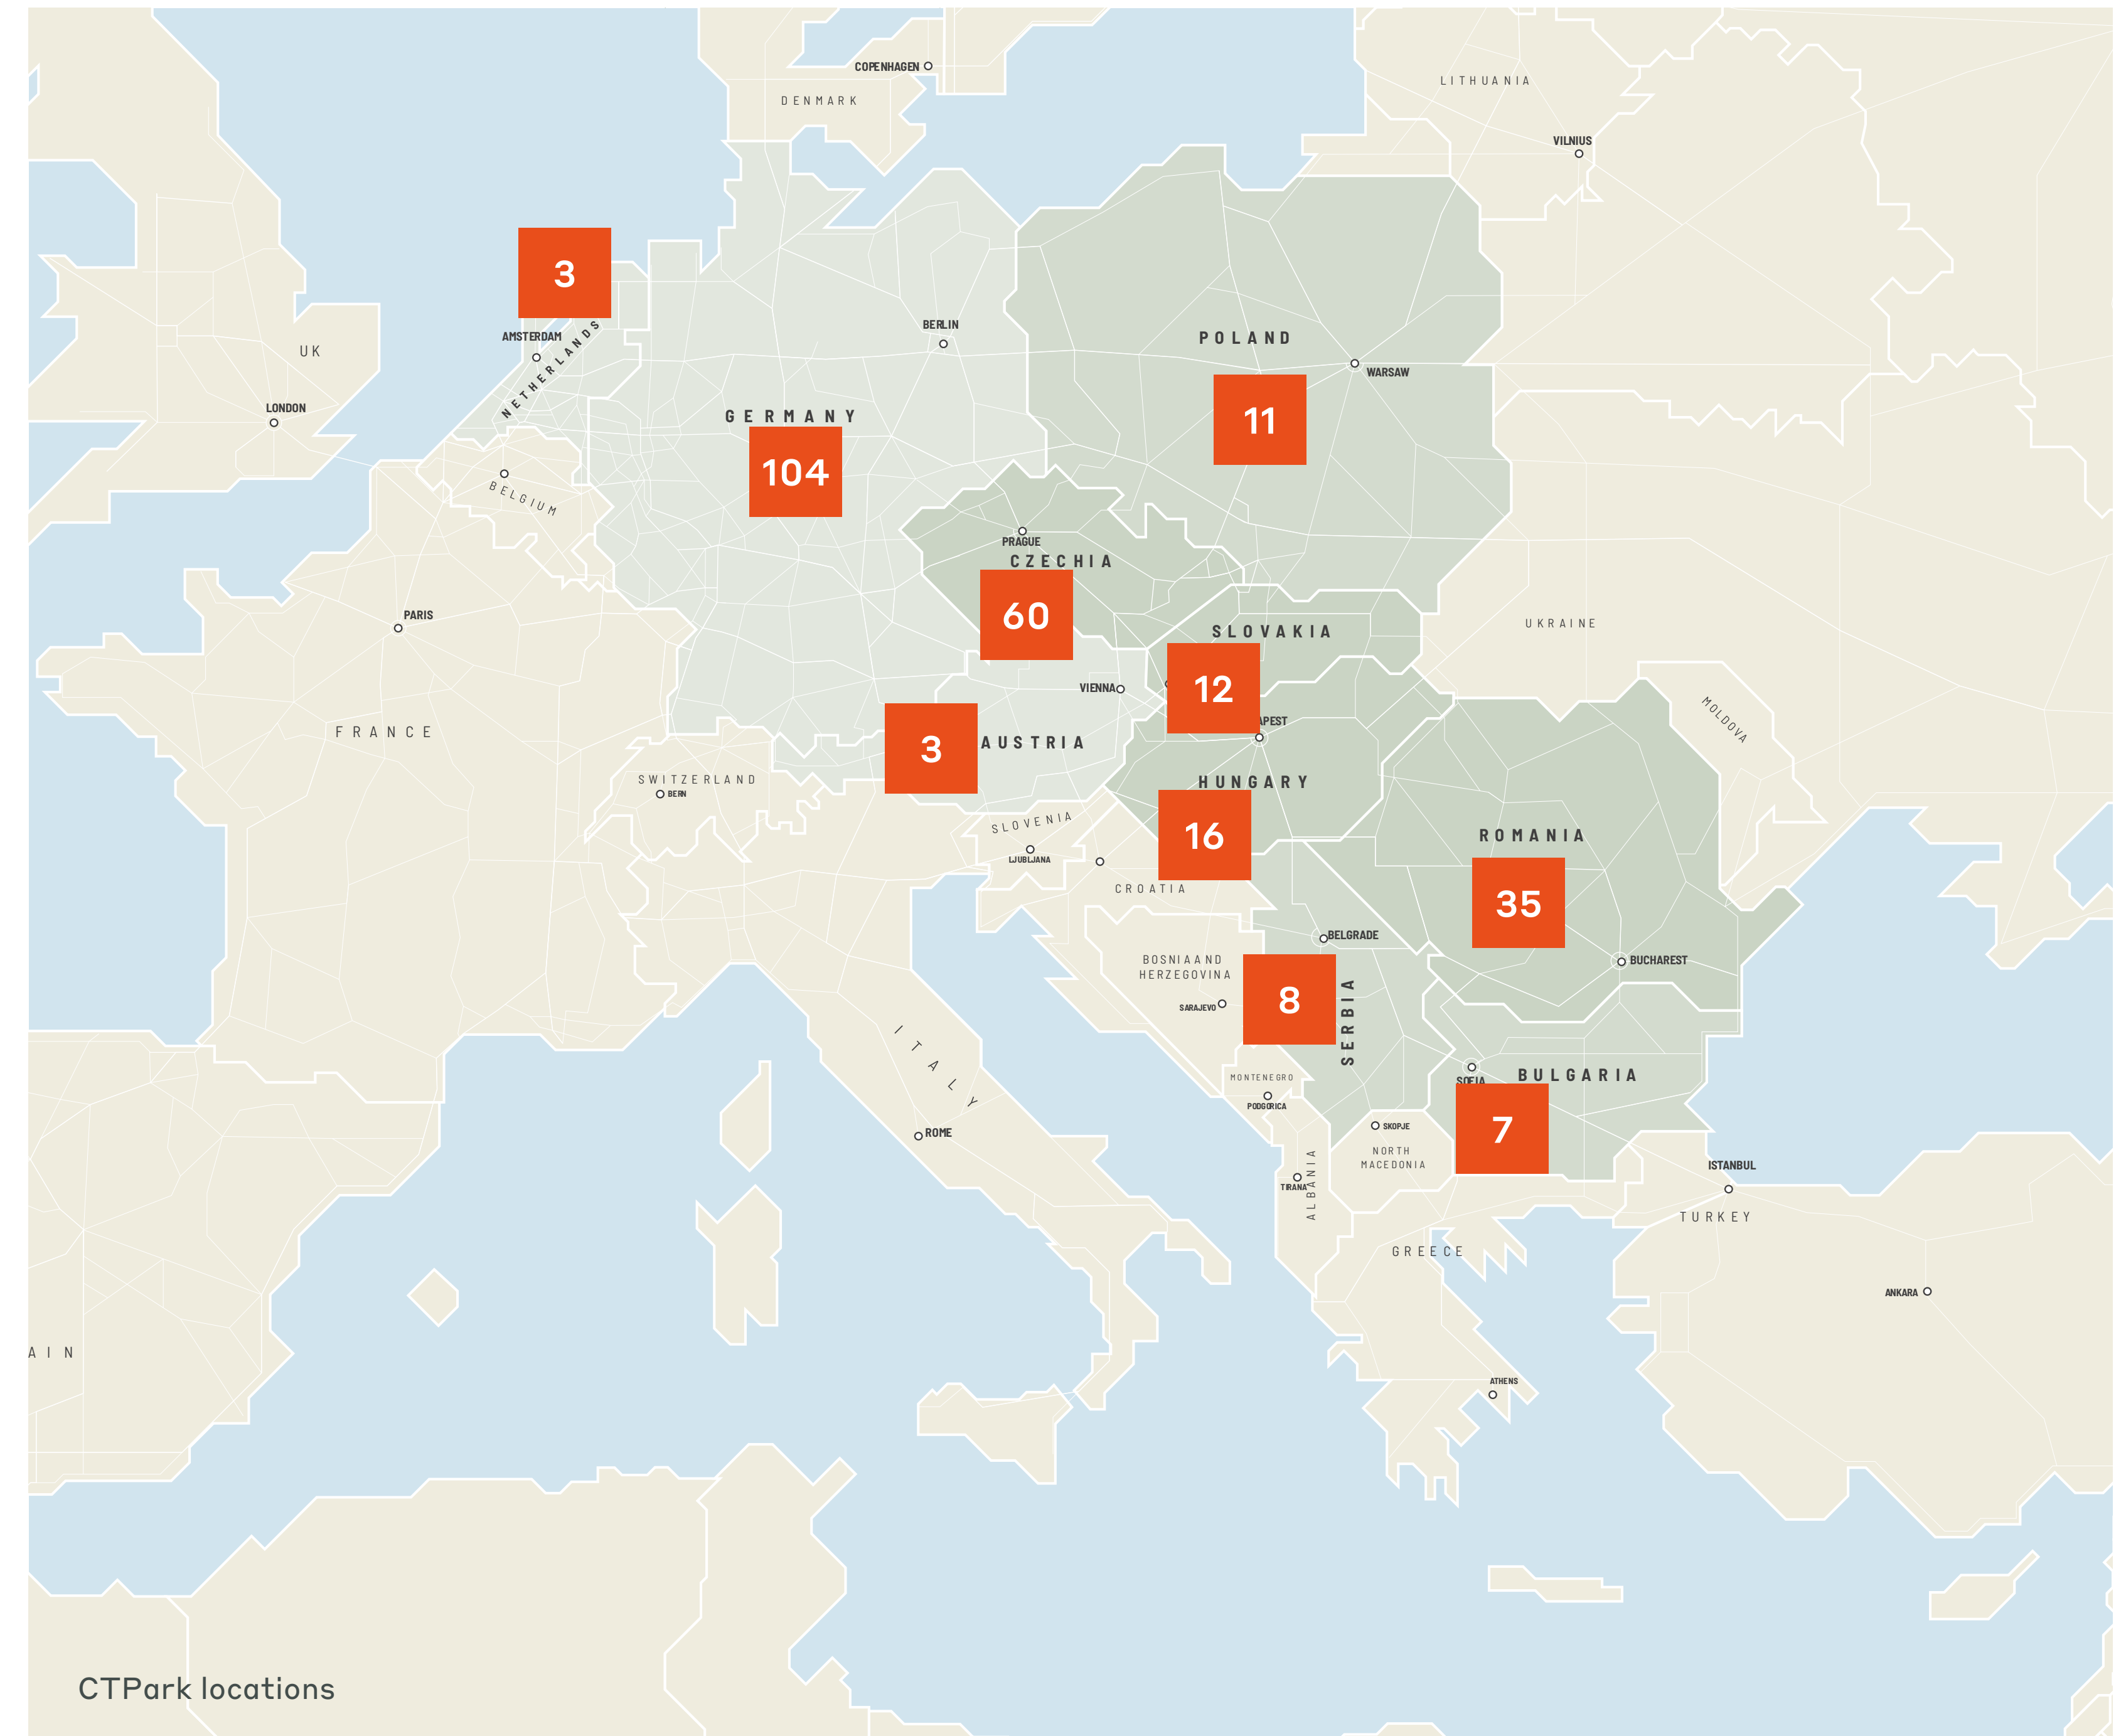 COPENHAGEN
DENMARK
LITHUANIA
VILNIUS
3
AMSTERDAM
NETHERLANDS
BERLIN
POLAND
WARSAW
UK
LONDON
GERMANY
104
11
BELGIUM
PRAGUE
CZECHIA
60
PARIS
UKRAINE
SLOVAKIA
12
VIENNA
APEST
MOLDOVA
FRANCE
3
AUSTRIA
SWITZERLAND
BERN
HUNGARY
16
SLOVENIA
LJUBLJANA
CROATIA
ROMANIA
35
BELGRADE
BUCHAREST
BOSNIA AND
HERZEGOVINA
SARAJEVO
8
SERBIA
ITALY
MONTENEGRO
PODGORICA
SOFIA
BULGARIA
7
ROME
SKOPJE
NORTH
MACEDONIA
TIRANA
ALBANIA
ISTANBUL
TURKEY
GREECE
ANKARA
AIN
ATHENS
CTPark locations